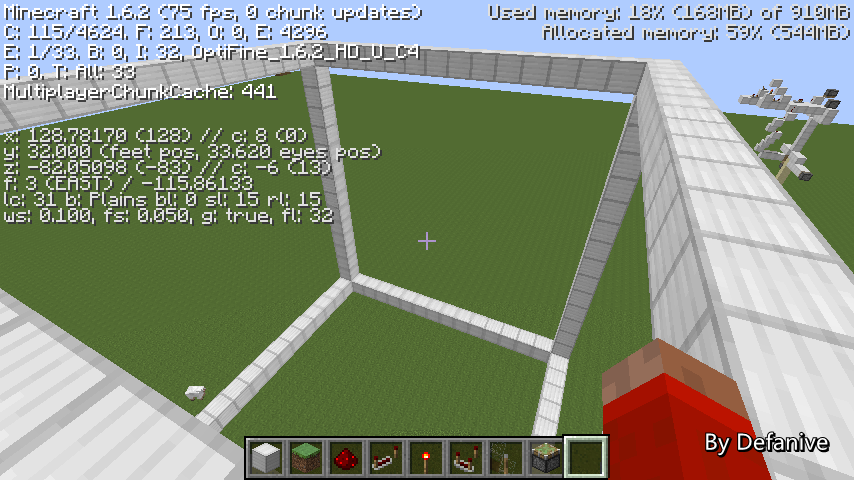 Minecraft 1.6.2 (75 fps, 0 chunk updates)
C: 115/4624, F: 213, O: 0, E: 4296
E: 1/33, B: 0, I: 32, OptiFine_1.6.2_HD_U_C4
P: 0, T: All: 33
MultiplayerChunkCache: 441
x: 128.78170 (128) // c: 8 (0)
y: 32.000 (feet pos, 33.620 eyes pos)
z: -82.05098 (-83) // c: -6 (13)
f: 3 (EAST) / -115.86133
lc: 31 b: Plains bl: 0 sl: 15 rl: 15
ws: 0.100, fs: 0.050, g: true, fl: 32
Used memory: 18% (168MB) of 910MB
Allocated memory: 59% (544MB)
By Defanive